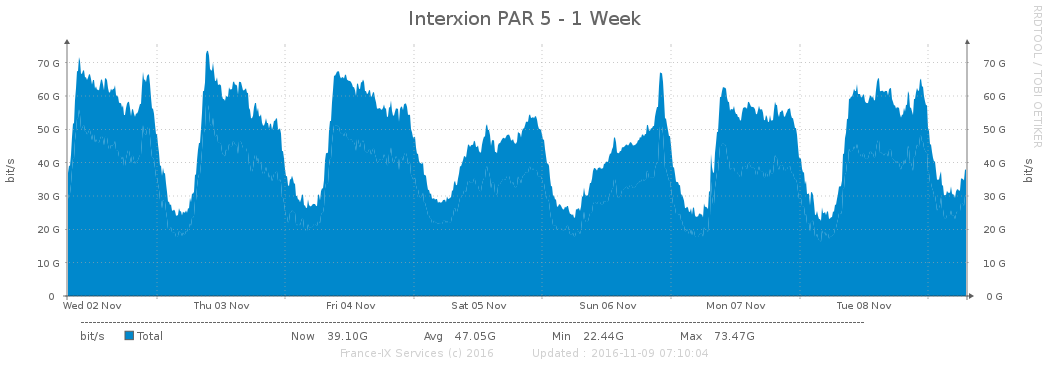 Interxion PAR 5 - 1 Week
RRDTOOL / TOBI OETIKER
bit/s
70 G 70 G
60 G 60 G
50 G 50 G
40 G 40 G
30 G 30 G
20 G 20 G
10 G 10 G
0 0 G
bit/s
Wed 02 Nov Thu 03 Nov Fri 04 Nov Sat 05 Nov Sun 06 Nov Mon 07 Nov Tue 08 Nov
bit/s Total Now 39.10G Avg 47.05G Min 22.44G Max 73.47G
France-IX Services (c) 2016 Updated : 2016-11-09 07:10:04